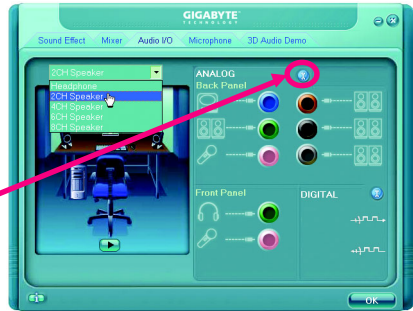 GIGABYTE
TECHNOLOGY
Sound Effect Mixer Audio I/O Microphone 3D Audio Demo
2CH Speaker
Headphone
2CH Speaker
4CH Speaker
6CH Speaker
8CH Speaker
ANALOG
Back Panel
Front Panel
DIGITAL
OK